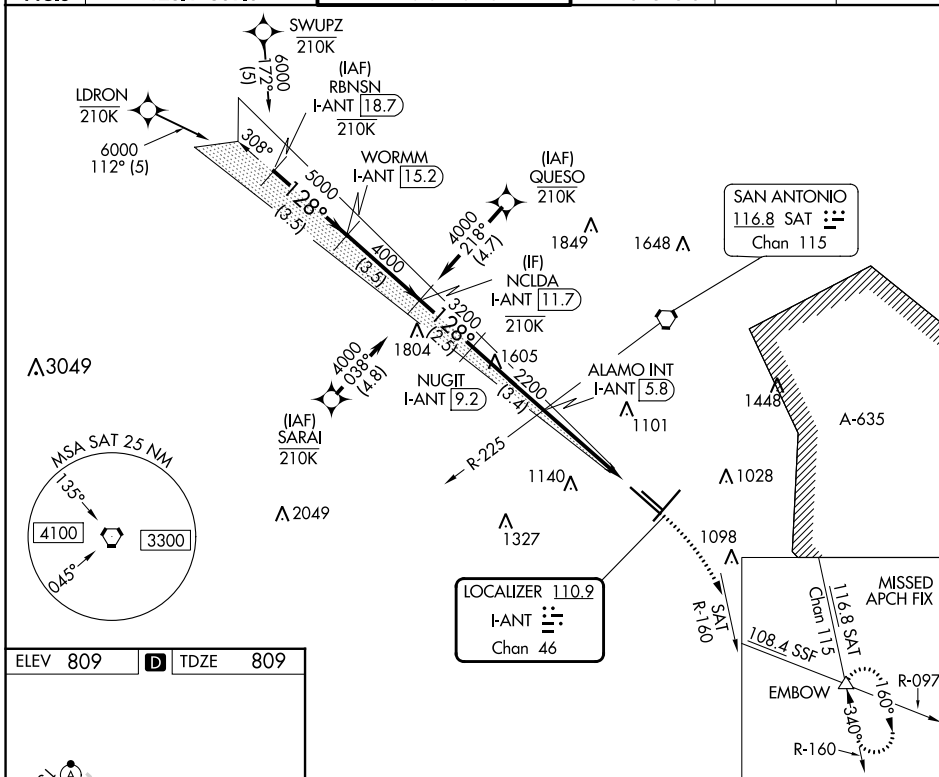 SWUPZ
210K
6000
172°
(5)
LDRON
210K
6000
112° (5)
(IAF)
RBNSN
I-ANT 18.7
210K
308°
128°
5000
(3.5)
WORMM
I-ANT 15.2
4000
(3.5)
(IAF)
QUESO
210K
4000
218°
(4.7)
1849
1648
SAN ANTONIO
116.8 SAT
Chan 115
(IF)
NCLDA
I-ANT 11.7
210K
3200
128°
(2.5)
1804
1605
3049
4000
038°
(4.8)
(IAF)
SARAI
210K
NUGIT
I-ANT 9.2
2200
(3.4)
ALAMO INT
I-ANT 5.8
1101
1448
A-635
R-225
1140
1028
MSA SAT 25 NM
135°
4100
3300
045°
2049
1327
1098
LOCALIZER 110.9
I-ANT
Chan 46
SAT
R-160
MISSED
APCH FIX
116.8 SAT
Chan 115
108.4 SSF
EMBOW
R-097
160°
340°
R-160
ELEV 809 D TDZE 809
A